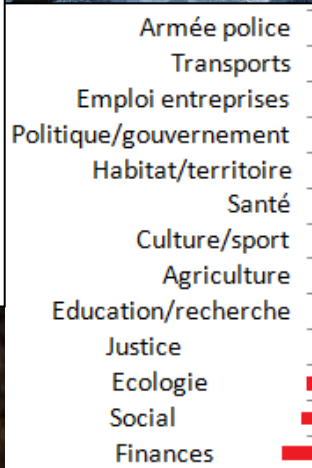 Armée police
Transports
Emploi entreprises
Politique/gouvernement
Habitat/territoire
Santé
Culture/sport
Agriculture
Education/recherche
Justice
Ecologie
Social
Finances